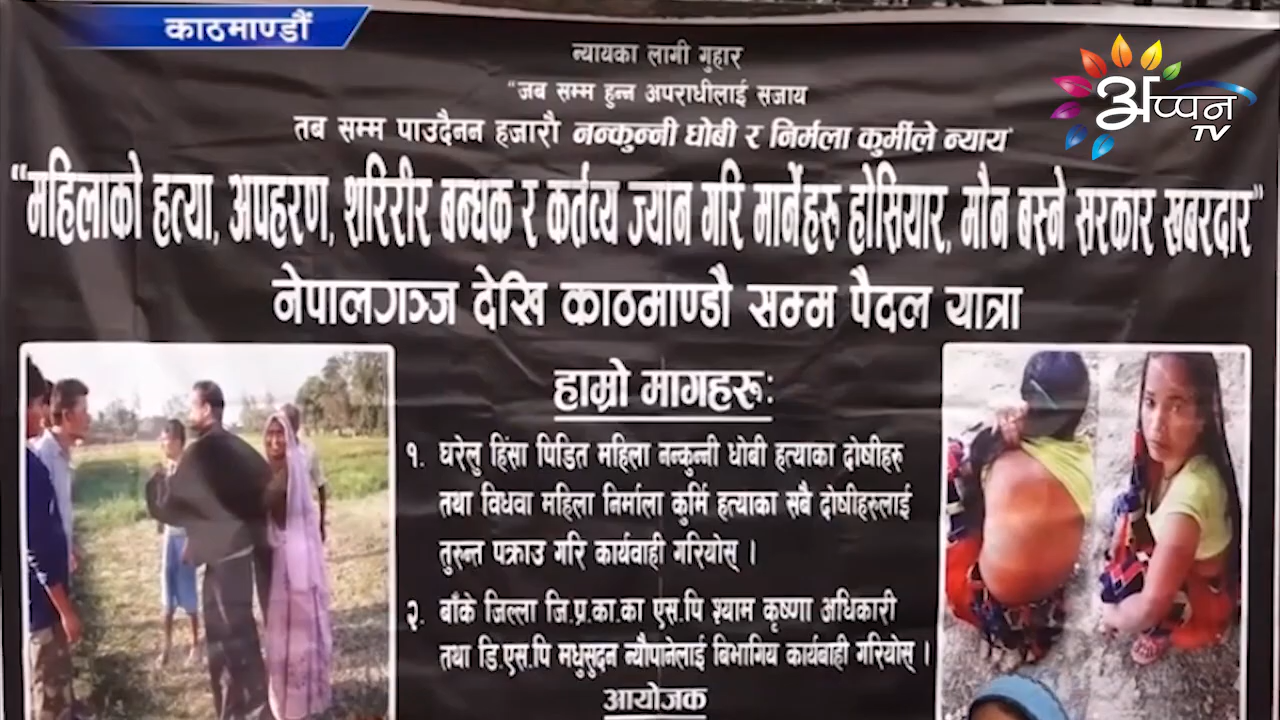 काठमाण्डौं
अप्पन
TV
न्यायका लागी गुहार
"जब सम्म हुन्न अपराधीलाई सजाय
तब सम्म पाउदैनन हजारौ नन्कुन्नी धोबी र निर्मला कुर्मीले न्याय"
"महिलाको हत्या, अपहरण, शरिरीर बन्धक र कर्तव्य ज्यान गरि मार्नेहरू होसियार, मौन बस्ने सरकार खबरदार"
नेपालगञ्ज देखि काठमाण्डौ सम्म पैदल यात्रा
हाम्रो मागहरू:
१. घरेलु हिंसा पिडित महिला नन्कुन्नी धोबी हत्याका दोषीहरु
तथा विधवा महिला निर्माला कुर्मि हत्याका सबै दोषीहरुलाई
तुरुन्त पक्राउ गरि कार्यवाही गरियोस् ।
२. बाँके जिल्ला जि.प्र.का.का एस.पि श्याम कृष्णा अधिकारी
तथा डि.एस.पि मधुसुदन न्यौपानेलाई बिभागिय कार्यवाही गरियोस् ।
आयोजक